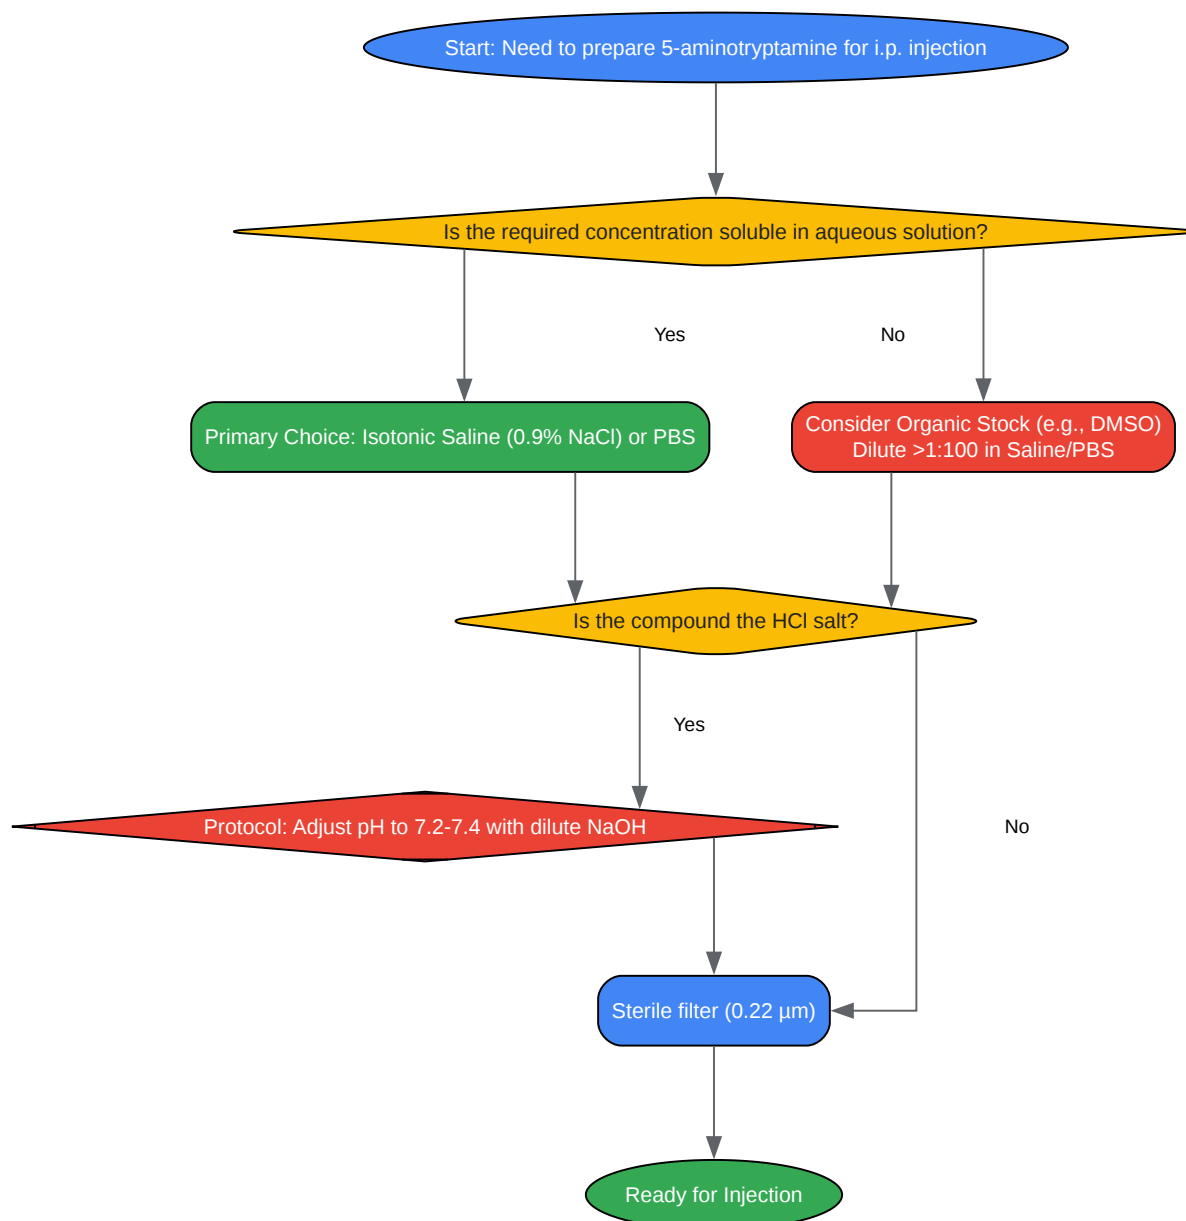 Start: Need to prepare 5-aminotryptamine for i.p. injection
Is the required concentration soluble in aqueous solution?
Yes
No
Primary Choice: Isotonic Saline (0.9% NaCl) or PBS
Consider Organic Stock (e.g., DMSO)
Dilute >1:100 in Saline/PBS
Is the compound the HCl salt?
Yes
Protocol: Adjust pH to 7.2-7.4 with dilute NaOH
No
Sterile filter (0.22 µm)
Ready for Injection